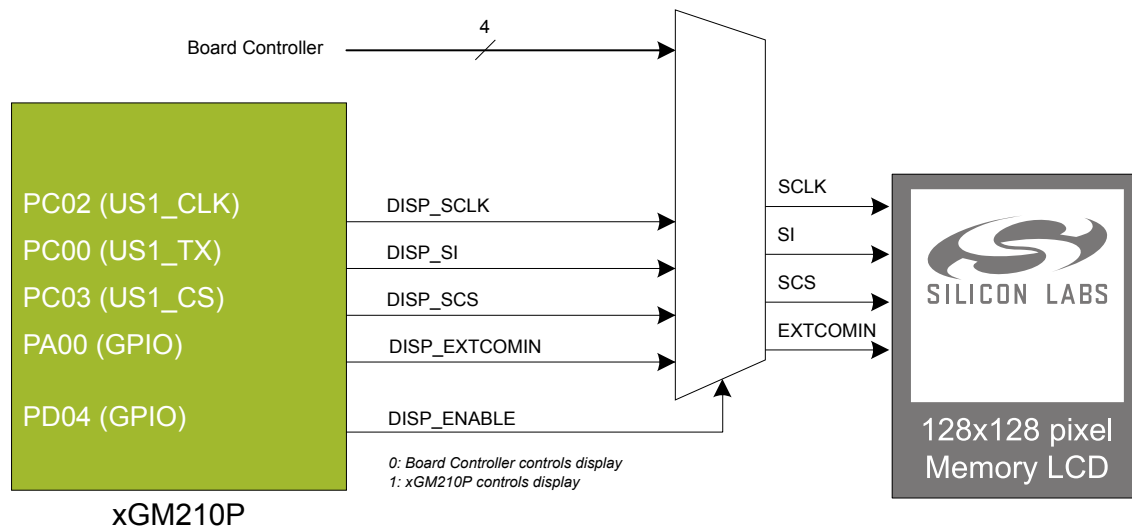 4
Board Controller
PC02 (US1_CLK)
PC00 (US1_TX)
PC03 (US1_CS)
PA00 (GPIO)
PD04 (GPIO)
xGM210P
DISP_SCLK
DISP_SI
DISP_SCS
DISP_EXTCOMIN
DISP_ENABLE
0: Board Controller controls display
1: xGM210P controls display
SCLK
SI
SCS
EXTCOMIN
SILICON LABS
128x128 pixel
Memory LCD